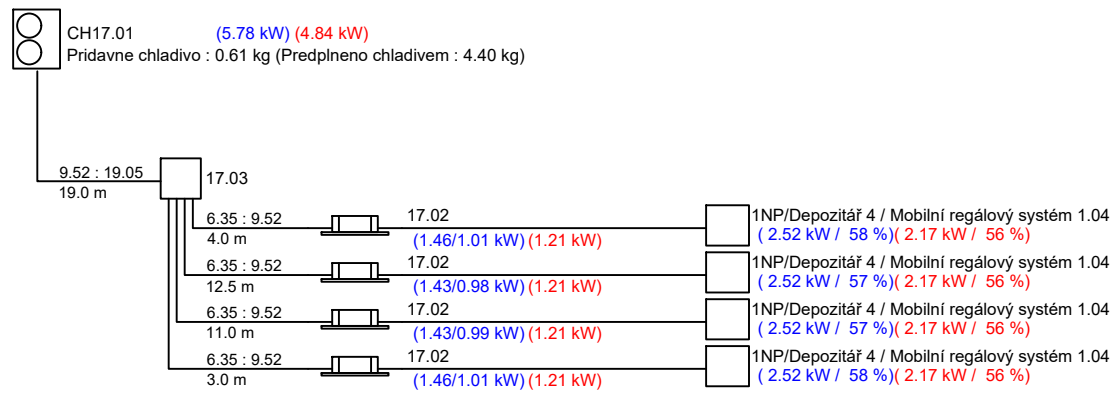 CH17.01 (5.78 kW) (4.84 kW)
Pridavne chladivo : 0.61 kg (Predplneno chladivem : 4.40 kg)
9.52 : 19.05
19.0 m
17.03
6.35 : 9.52
4.0 m
17.02
(1.46/1.01 kW) (1.21 kW)
1NP/Depozitář 4 / Mobilní regálový systém 1.04
( 2.52 kW / 58 %)( 2.17 kW / 56 %)
6.35 : 9.52
12.5 m
17.02
(1.43/0.98 kW) (1.21 kW)
1NP/Depozitář 4 / Mobilní regálový systém 1.04
( 2.52 kW / 57 %)( 2.17 kW / 56 %)
6.35 : 9.52
11.0 m
17.02
(1.43/0.99 kW) (1.21 kW)
1NP/Depozitář 4 / Mobilní regálový systém 1.04
( 2.52 kW / 57 %)( 2.17 kW / 56 %)
6.35 : 9.52
3.0 m
17.02
(1.46/1.01 kW) (1.21 kW)
1NP/Depozitář 4 / Mobilní regálový systém 1.04
( 2.52 kW / 58 %)( 2.17 kW / 56 %)